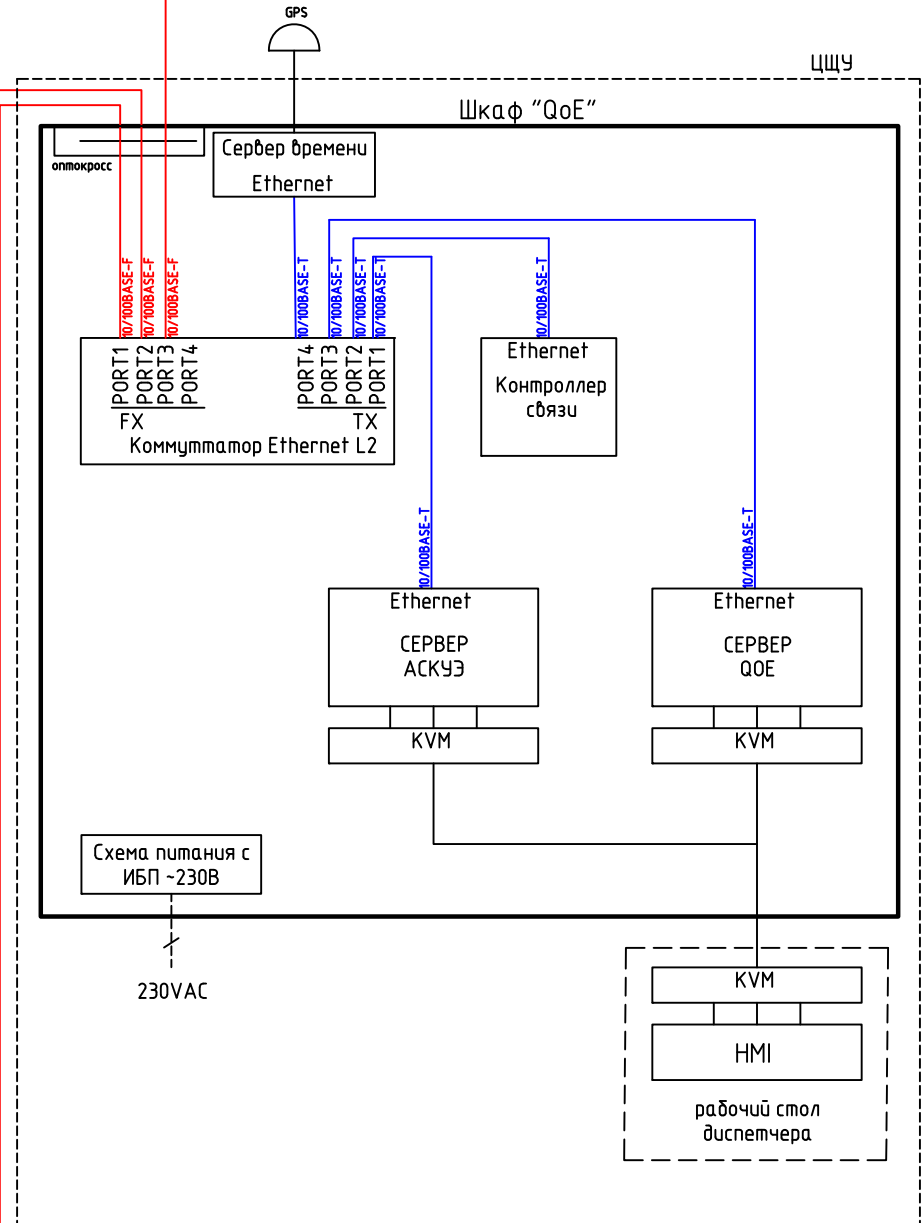 GPS
ЦЩУ
Шкаф "QoE"
оптокросс
Сервер времени
Ethernet
10/100BASE-F
10/100BASE-F
10/100BASE-F
10/100BASE-T
10/100BASE-T
10/100BASE-T
10/100BASE-T
10/100BASE-T
PORT1
PORT2
PORT3
PORT4
PORT4
PORT3
PORT2
PORT1
FX
TX
Коммуттатор Ethernet L2
Ethernet
Контроллер
связи
10/100BASE-T
10/100BASE-T
Ethernet
СЕРВЕР
АСКУЭ
Ethernet
СЕРВЕР
QOE
KVM
KVM
Схема питания с
ИБП ~230В
230VAC
KVM
HMI
рабочий стол
диспетчера